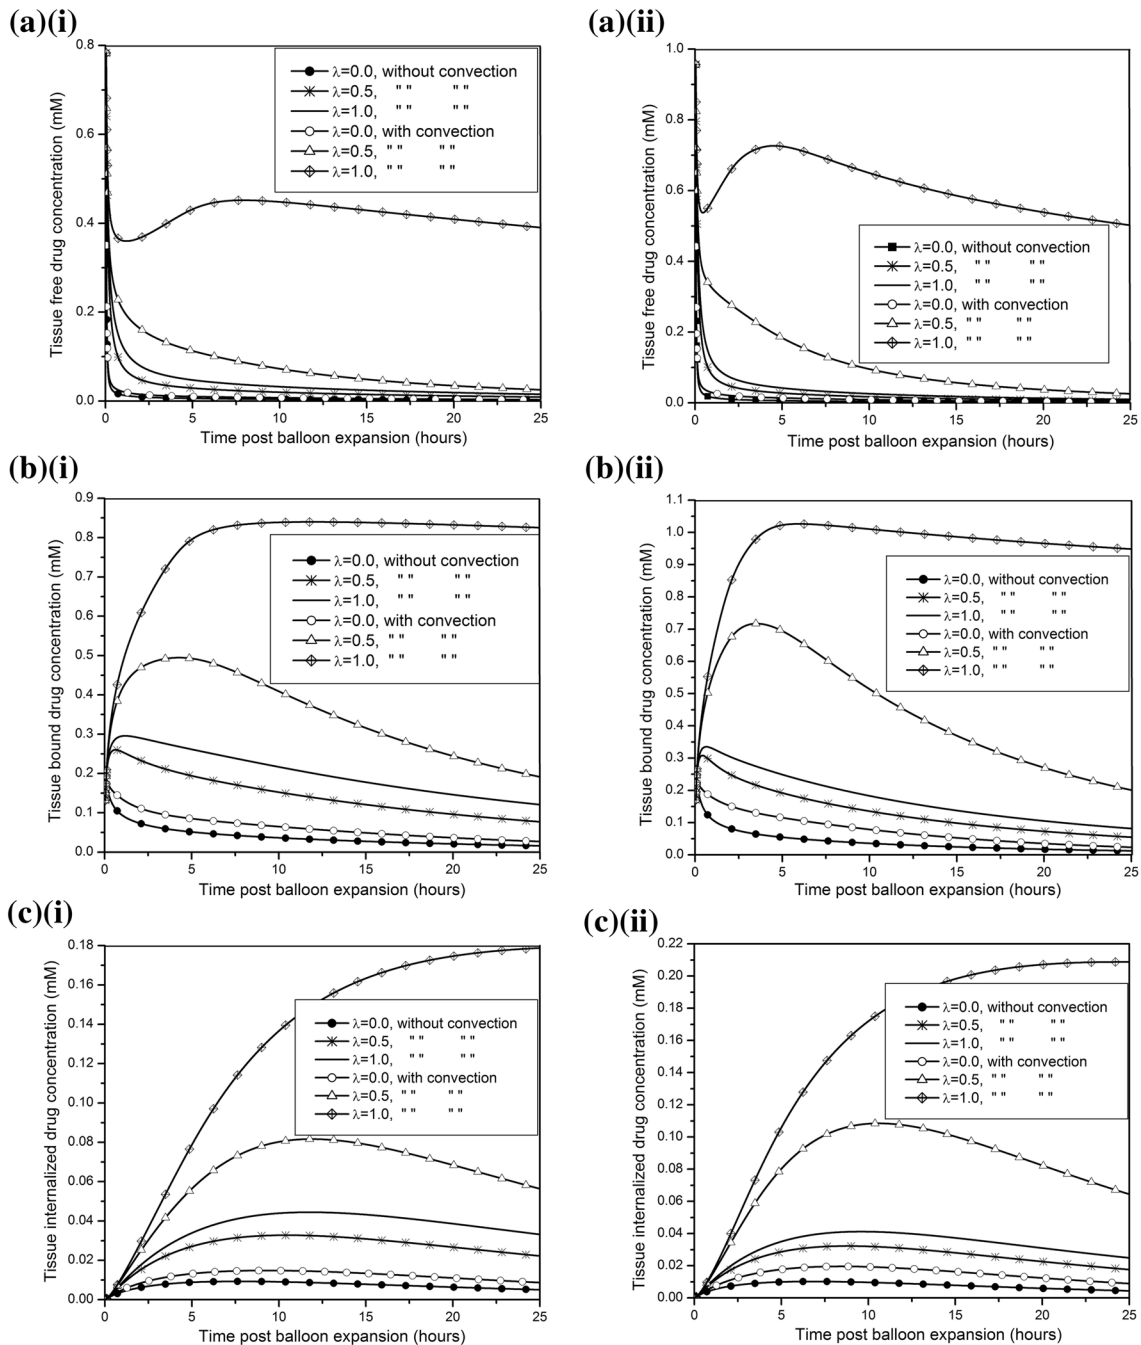 (a)(i)
Tissue free drug concentration (mM)
0.8
0.6
0.4
0.2
0.0
λ=0.0, without convection
λ=0.5, " " " "
λ=1.0, " " " "
λ=0.0, with convection
λ=0.5, " " " "
λ=1.0, " " " "
0 5 10 15 20 25
Time post balloon expansion (hours)
(a)(ii)
Tissue free drug concentration (mM)
1.0
0.8
0.6
0.4
0.2
0.0
λ=0.0, without convection
λ=0.5, " " " "
λ=1.0, " " " "
λ=0.0, with convection
λ=0.5, " " " "
λ=1.0, " " " "
0 5 10 15 20 25
Time post balloon expansion (hours)
(b)(i)
Tissue bound drug concentration (mM)
0.9
0.8
0.7
0.6
0.5
0.4
0.3
0.2
0.1
0.0
λ=0.0, without convection
λ=0.5, " " " "
λ=1.0, " " " "
λ=0.0, with convection
λ=0.5, " " " "
λ=1.0, " " " "
0 5 10 15 20 25
Time post balloon expansion (hours)
(b)(ii)
Tissue bound drug concentration (mM)
1.1
1.0
0.9
0.8
0.7
0.6
0.5
0.4
0.3
0.2
0.1
0.0
λ=0.0, without convection
λ=0.5, " " " "
λ=1.0, " " " "
λ=0.0, with convection
λ=0.5, " " " "
λ=1.0, " " " "
0 5 10 15 20 25
Time post balloon expansion (hours)
(c)(i)
Tissue internalized drug concentration (mM)
0.18
0.16
0.14
0.12
0.10
0.08
0.06
0.04
0.02
0.00
λ=0.0, without convection
λ=0.5, " " " "
λ=1.0, " " " "
λ=0.0, with convection
λ=0.5, " " " "
λ=1.0, " " " "
0 5 10 15 20 25
Time post balloon expansion (hours)
(c)(ii)
Tissue internalized drug concentration (mM)
0.22
0.20
0.18
0.16
0.14
0.12
0.10
0.08
0.06
0.04
0.02
0.00
λ=0.0, without convection
λ=0.5, " " " "
λ=1.0, " " " "
λ=0.0, with convection
λ=0.5, " " " "
λ=1.0, " " " "
0 5 10 15 20 25
Time post balloon expansion (hours)